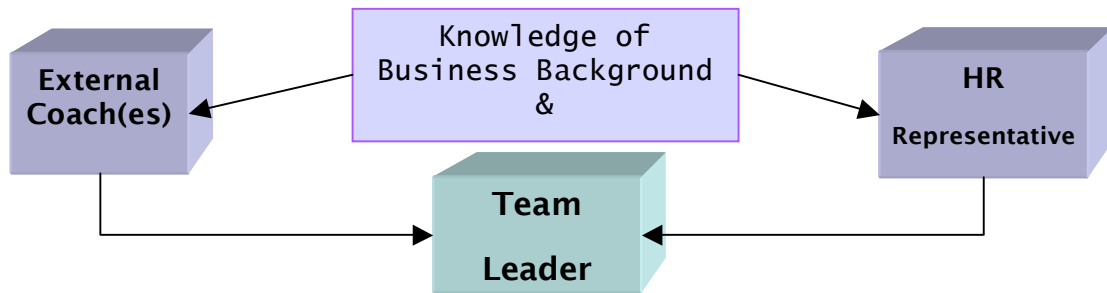 Knowledge of
Business Background
&
External
Coach(es)
HR
Representative
Team
Leader